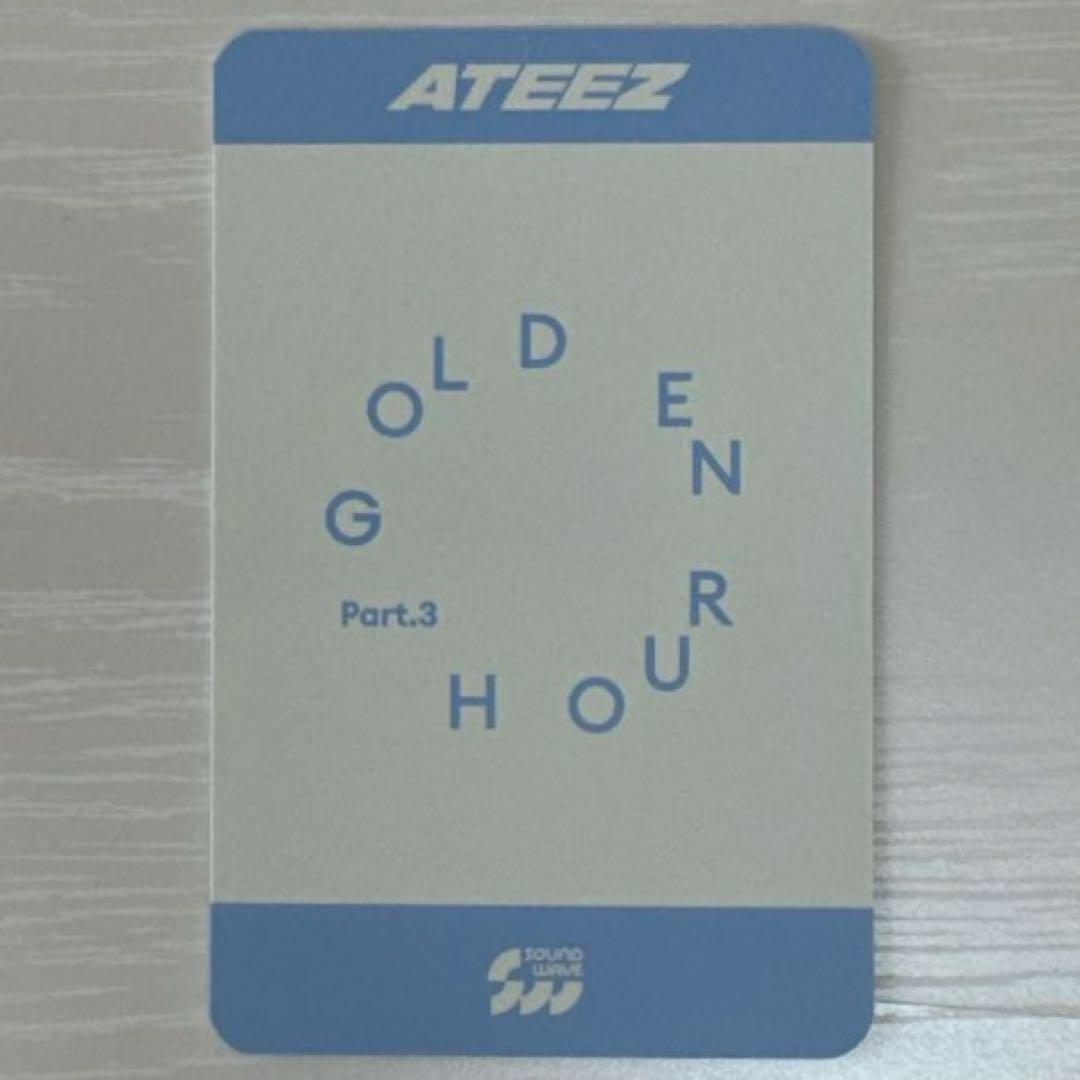 ATEEZ
GOLDEN
HOUR
Part.3
SOUND
WAVE